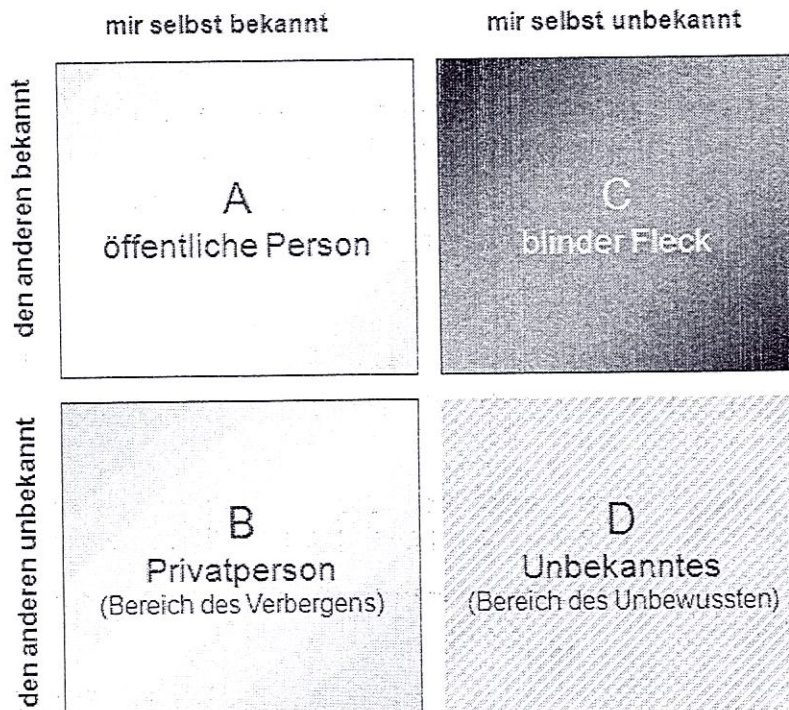 mir selbst bekannt
mir selbst unbekannt
den anderen bekannt
A
öffentliche Person
C
blinder Fleck
den anderen unbekannt
B
Privatperson
(Bereich des Verbergens)
D
Unbekanntes
(Bereich des Unbewussten)